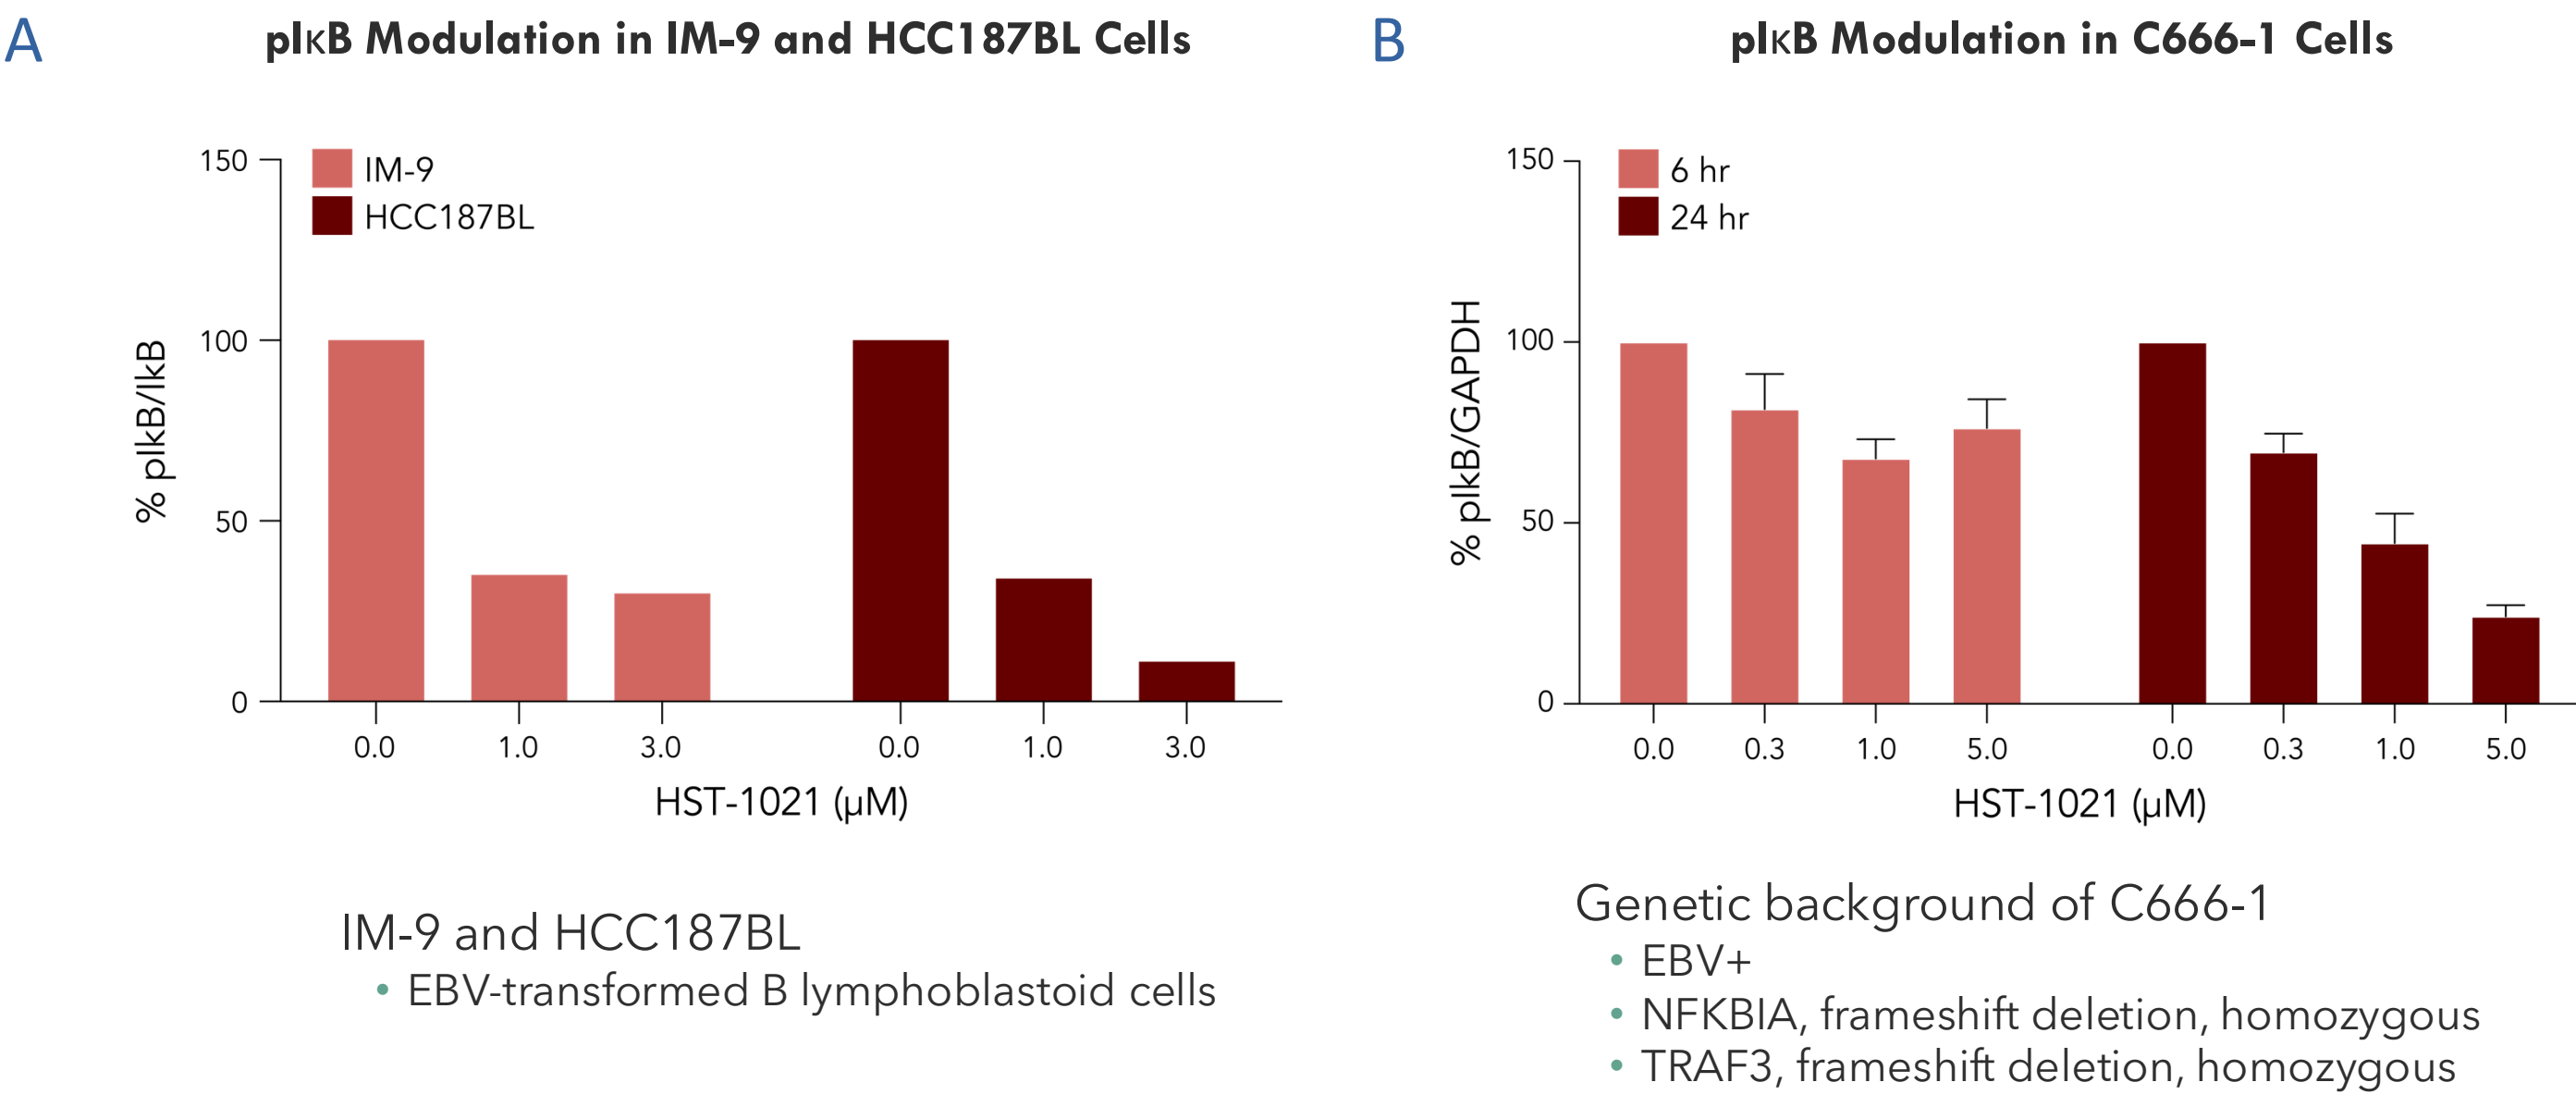 A
pIκB Modulation in IM-9 and HCC187BL Cells
150
100
50
0
% pIkB/IkB
IM-9
HCC187BL
0.0 1.0 3.0 0.0 1.0 3.0
HST-1021 (µM)
IM-9 and HCC187BL
• EBV-transformed B lymphoblastoid cells
B
pIκB Modulation in C666-1 Cells
150
100
50
0
% pIkB/GAPDH
6 hr
24 hr
0.0 0.3 1.0 5.0 0.0 0.3 1.0 5.0
HST-1021 (µM)
Genetic background of C666-1
• EBV+
• NFKBIA, frameshift deletion, homozygous
• TRAF3, frameshift deletion, homozygous